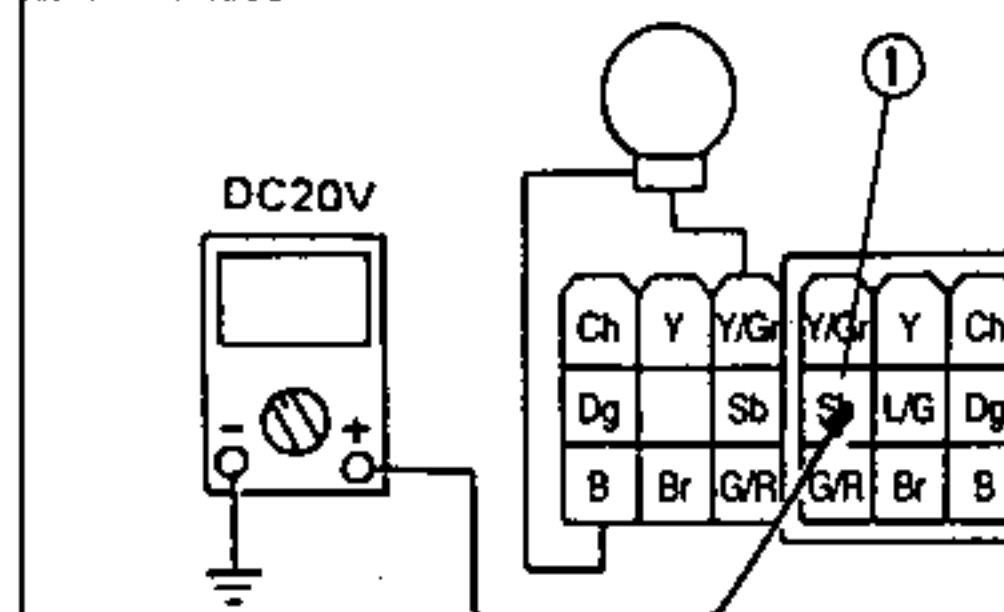 ①
DC20V
Ch Y Y/Gr Y/Gr Y Ch
Dg Sb Sb L/G Dg
- +
B Br G/R G/R Br B